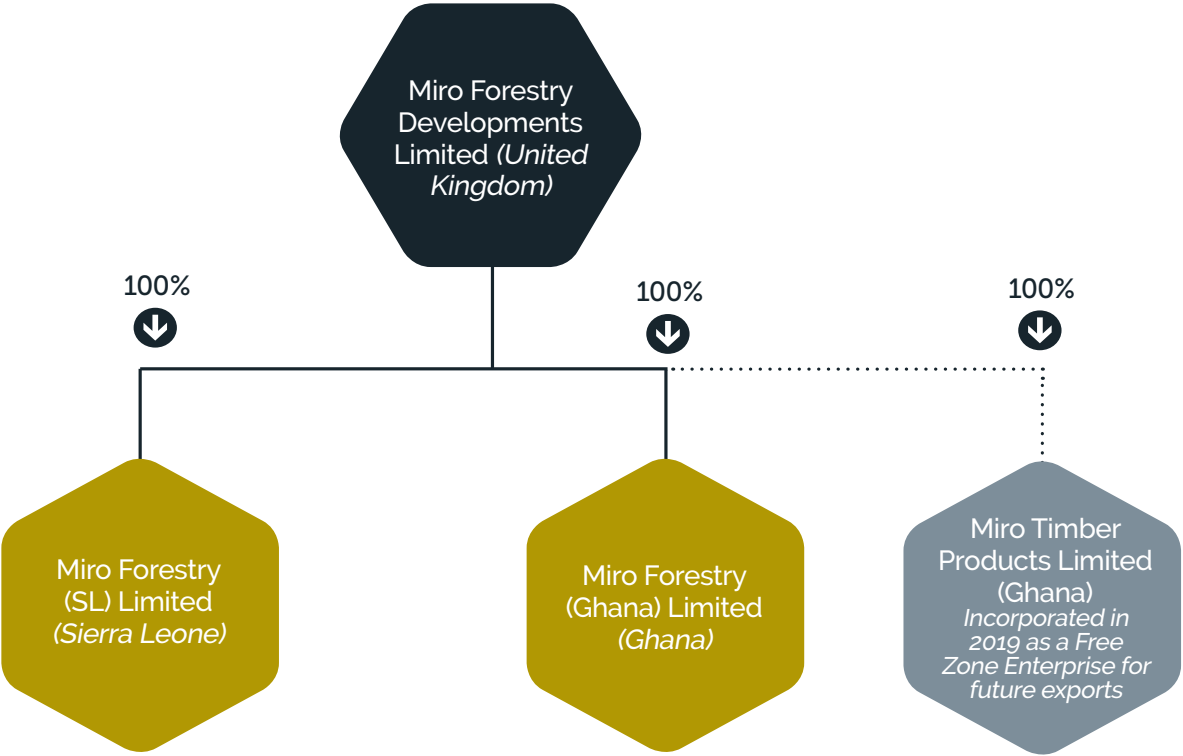 Miro Forestry
Developments
Limited (United
Kingdom)
100%
100%
100%
Miro Forestry
(SL) Limited
(Sierra Leone)
Miro Forestry
(Ghana) Limited
(Ghana)
Miro Timber
Products Limited
(Ghana)
Incorporated in
2019 as a Free
Zone Enterprise for
future exports